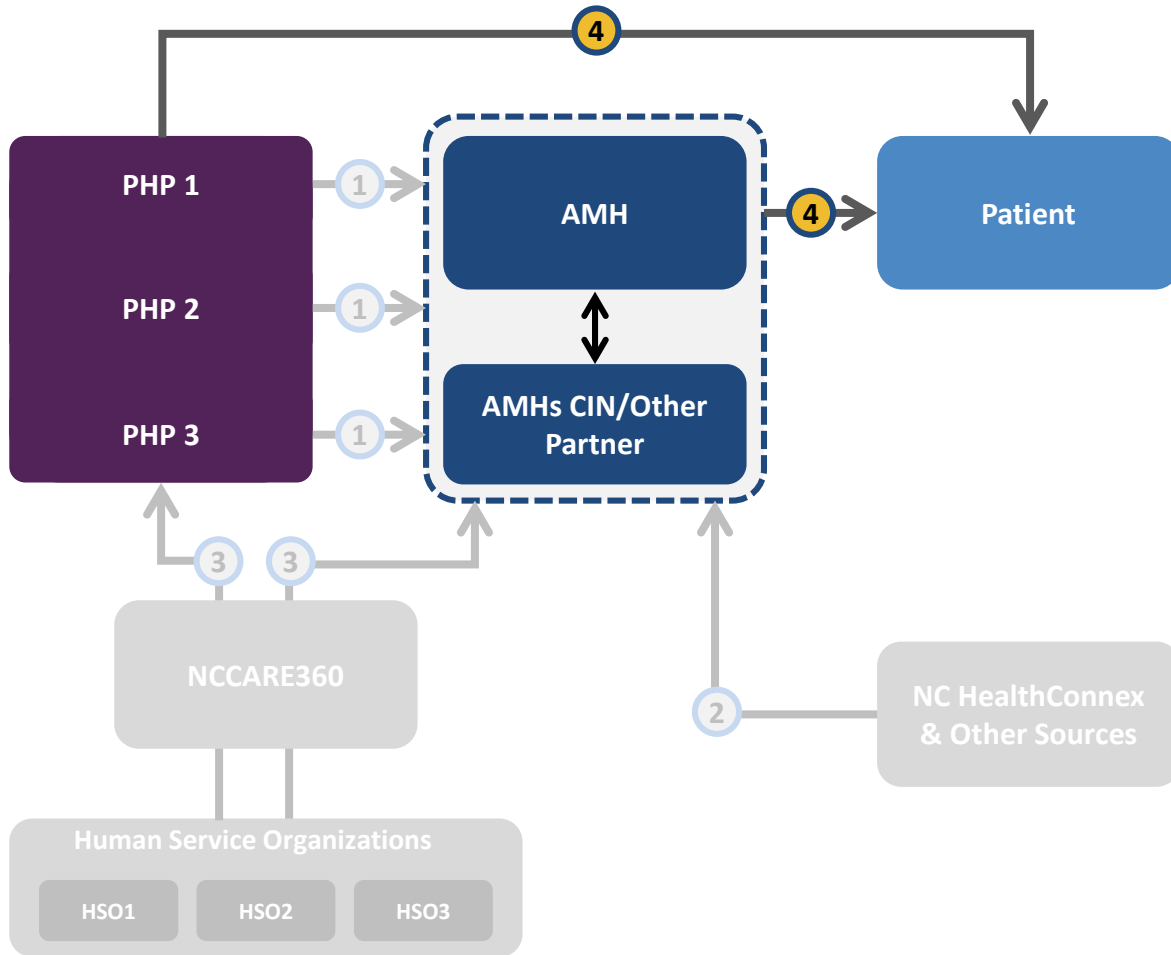 4
PHP 1
1
AMH
4
Patient
PHP 2
1
PHP 3
1
AMHs CIN/Other
Partner
3
3
NCCARE360
2
NC HealthConnex
& Other Sources
Human Service Organizations
HSO1
HSO2
HSO3